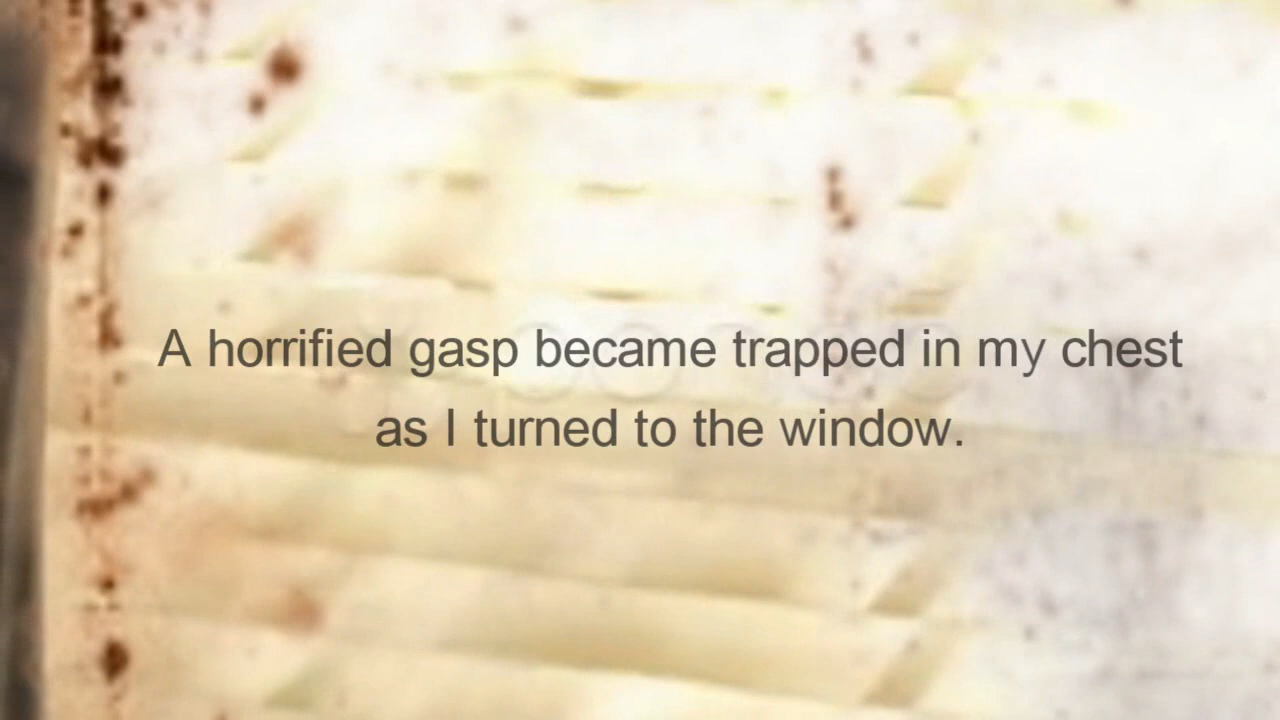 A horrified gasp became trapped in my chest
as I turned to the window.